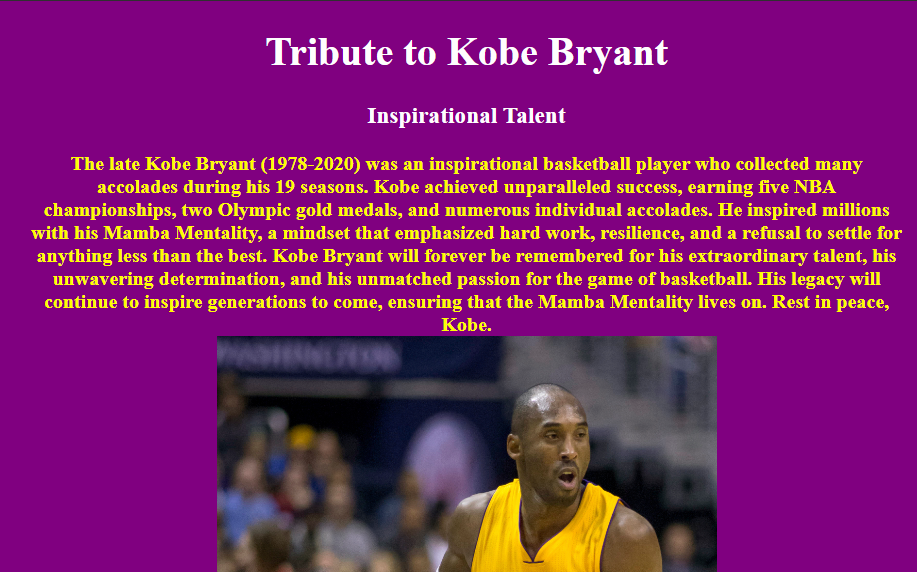 Tribute to Kobe Bryant
Inspirational Talent
The late Kobe Bryant (1978-2020) was an inspirational basketball player who collected many
accolades during his 19 seasons. Kobe achieved unparalleled success, earning five NBA
championships, two Olympic gold medals, and numerous individual accolades. He inspired millions
with his Mamba Mentality, a mindset that emphasized hard work, resilience, and a refusal to settle for
anything less than the best. Kobe Bryant will forever be remembered for his extraordinary talent, his
unwavering determination, and his unmatched passion for the game of basketball. His legacy will
continue to inspire generations to come, ensuring that the Mamba Mentality lives on. Rest in peace,
Kobe.
WASHINGTON